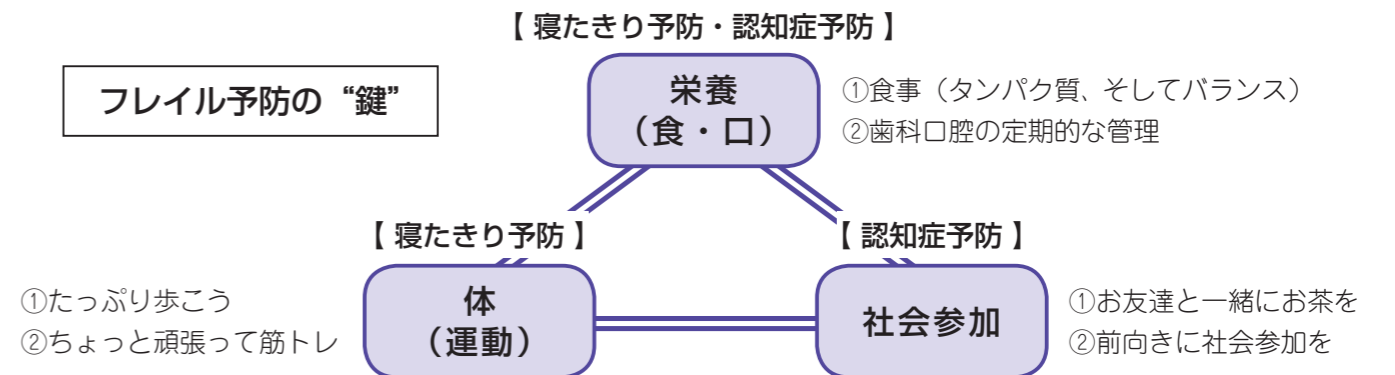 【 寝たきり予防・認知症予防 】
フレイル予防の“鍵”
栄養
（食・口）
①食事（タンパク質、そしてバランス）
②歯科口腔の定期的な管理
【 寝たきり予防 】
【 認知症予防 】
①たっぷり歩こう
②ちょっと頑張って筋トレ
体
（運動）
社会参加
①お友達と一緒にお茶を
②前向きに社会参加を